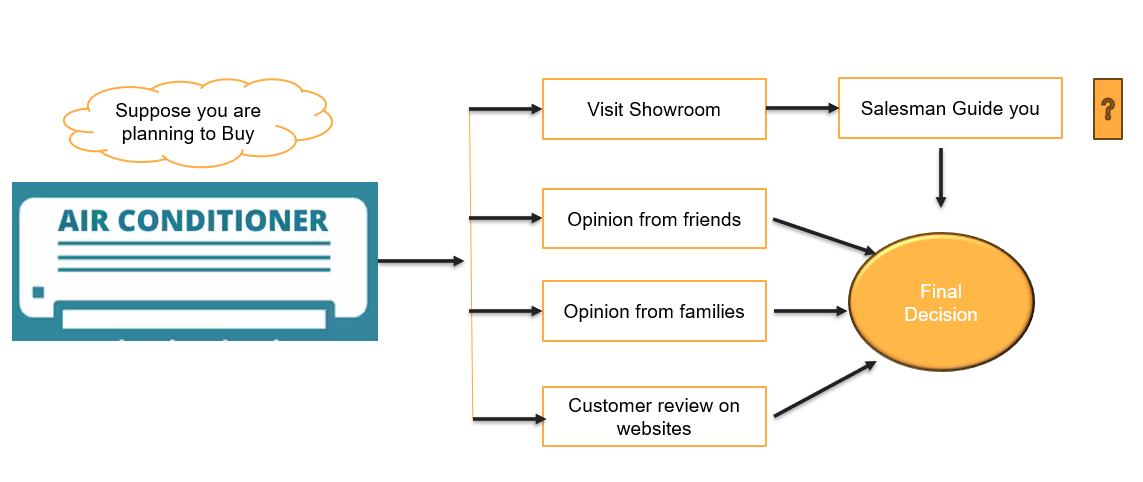 Suppose you are
planning to Buy
AIR CONDITIONER
Visit Showroom
Salesman Guide you
?
Opinion from friends
Opinion from families
Customer review on
websites
Final
Decision